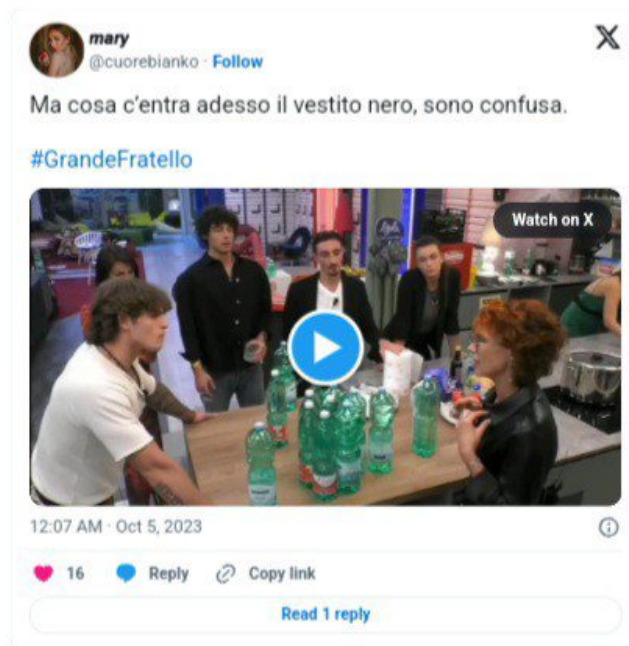 mary
@cuorebianko · Follow
Ma cosa c'entra adesso il vestito nero, sono confusa.
#GrandeFratello
Watch on X
12:07 AM · Oct 5, 2023
16 Reply Copy link
Read 1 reply